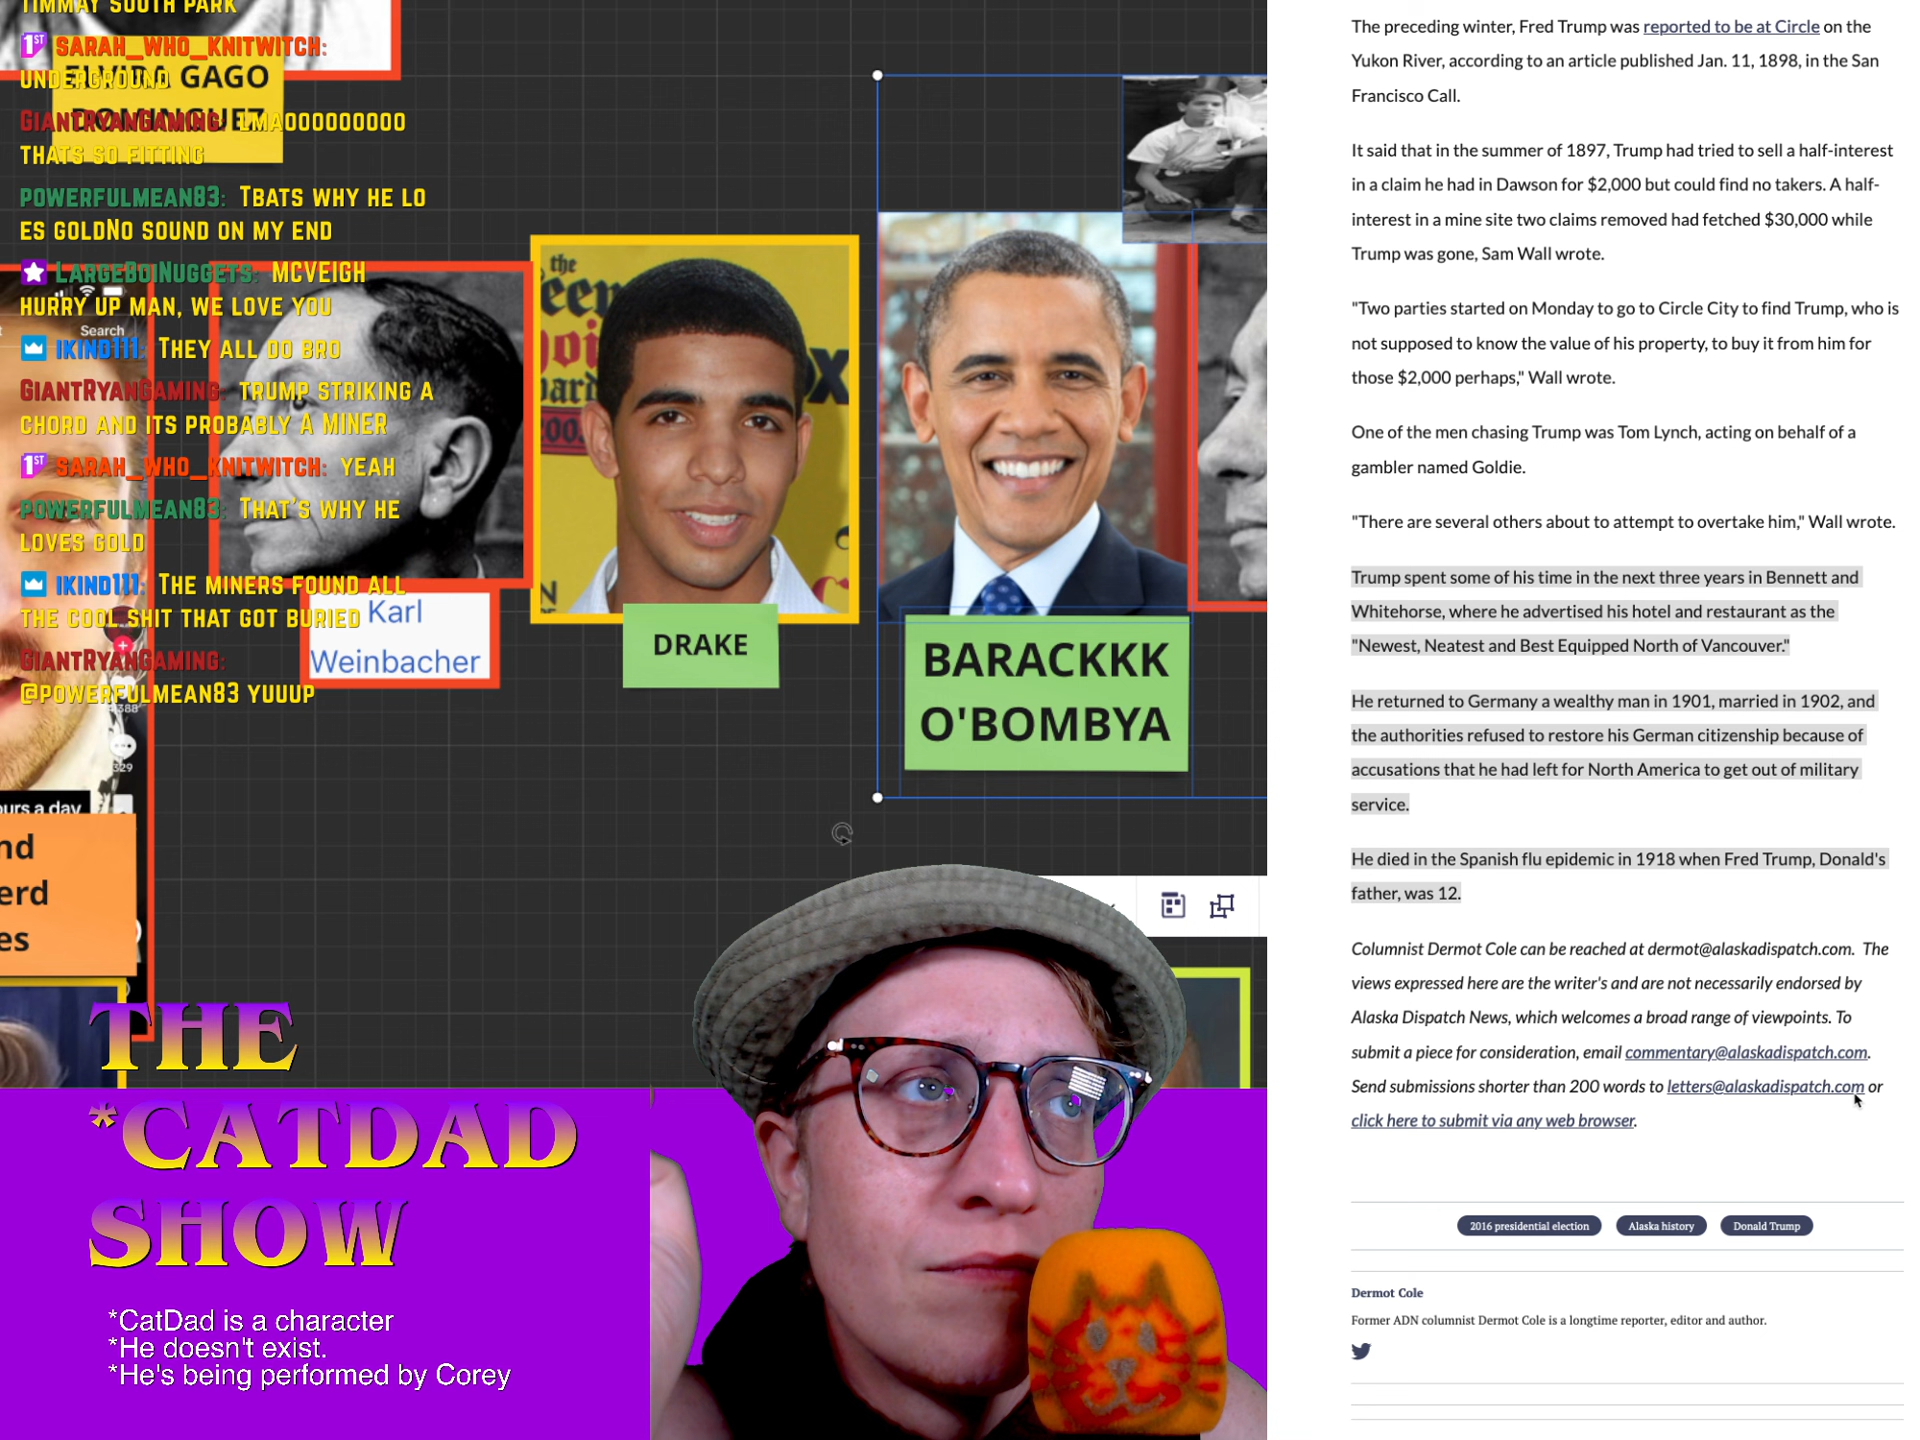 TIMMAY SOUTH PARK
SARAH_WHO_KNITWITCH:
UNDERGROUND
ELVIRA GAGO
DOMINGUEZ
GIANTRYANGAMING: LMAOOOOOOOOO
THATS SO FITTING
POWERFULMEAN83: TBATS WHY HE LO
ES GOLDNO SOUND ON MY END
LARGEBOINUGGETS: MCVEIGH
HURRY UP MAN, WE LOVE YOU
Search
IKIND111: THEY ALL DO BRO
GIANTRYANGAMING: TRUMP STRIKING A
CHORD AND ITS PROBABLY A MINER
SARAH_WHO_KNITWITCH: YEAH
POWERFULMEAN83: THAT'S WHY HE
LOVES GOLD
IKIND111: THE MINERS FOUND ALL
THE COOL SHIT THAT GOT BURIED
GIANTRYANGAMING:
@POWERFULMEAN83 YUUUP
Karl
Weinbacher
the
DRAKE
BARACKKK
O'BOMBYA
329
ours a day
nd
erd
es
THE
*CATDAD
SHOW
*CatDad is a character
*He doesn't exist.
*He's being performed by Corey
The preceding winter, Fred Trump was reported to be at Circle on the
Yukon River, according to an article published Jan. 11, 1898, in the San
Francisco Call.
It said that in the summer of 1897, Trump had tried to sell a half-interest
in a claim he had in Dawson for $2,000 but could find no takers. A half-
interest in a mine site two claims removed had fetched $30,000 while
Trump was gone, Sam Wall wrote.
"Two parties started on Monday to go to Circle City to find Trump, who is
not supposed to know the value of his property, to buy it from him for
those $2,000 perhaps," Wall wrote.
One of the men chasing Trump was Tom Lynch, acting on behalf of a
gambler named Goldie.
"There are several others about to attempt to overtake him," Wall wrote.
Trump spent some of his time in the next three years in Bennett and
Whitehorse, where he advertised his hotel and restaurant as the
"Newest, Neatest and Best Equipped North of Vancouver."
He returned to Germany a wealthy man in 1901, married in 1902, and
the authorities refused to restore his German citizenship because of
accusations that he had left for North America to get out of military
service.
He died in the Spanish flu epidemic in 1918 when Fred Trump, Donald's
father, was 12.
Columnist Dermot Cole can be reached at dermot@alaskadispatch.com. The
views expressed here are the writer's and are not necessarily endorsed by
Alaska Dispatch News, which welcomes a broad range of viewpoints. To
submit a piece for consideration, email commentary@alaskadispatch.com.
Send submissions shorter than 200 words to letters@alaskadispatch.com or
click here to submit via any web browser.
2016 presidential election
Alaska history
Donald Trump
Dermot Cole
Former ADN columnist Dermot Cole is a longtime reporter, editor and author.